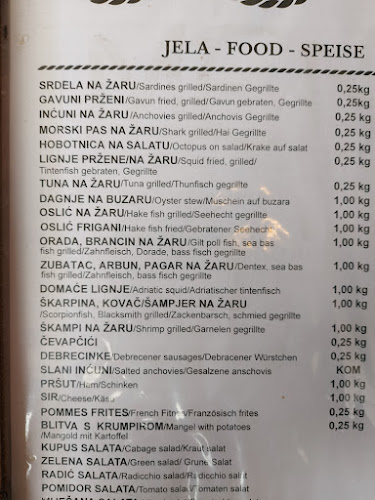 JELA - FOOD - SPEISE
SRDELA NA ŽARU/Sardines grilled/Sardinen Gegrillte 0,25kg
GAVUNI PRŽENI/Gavun fried, grilled/Gavun gebraten, Gegrillte 0,25 kg
INĆUNI NA ŽARU/Anchovies grilled/Anchovis Gegrillte 0,25 kg
MORSKI PAS NA ŽARU/Shark grilled/Hai Gegrillte 0,25 kg
HOBOTNICA NA SALATU/Octopus on salad/Krake auf salat 0,25 kg
LIGNJE PRŽENE/NA ŽARU/Squid fried, grilled/ 0,25 kg
Tintenfish gebraten, Gegrillte
TUNA NA ŽARU/Tuna grilled/Thunfisch gegrillte 0,25 kg
DAGNJE NA BUZARU/Oyster stew/Muschein auf buzara 1,00 kg
OSLIĆ NA ŽARU/Hake fish grilled/Seehecht gegrillte 1,00 kg
OSLIĆ FRIGANI/Hake fish fried/Gebratener Seehecht 1,00 kg
ORADA, BRANCIN NA ŽARU/Gilt poll fish, sea bas 1,00 kg
fish grilled/Zahnfleisch, Dorade, bass fisch gegrillte
ZUBATAC, ARBUN, PAGAR NA ŽARU/Dentex, sea bas 1,00 kg
fish grilled/Zahnfleisch, bass fisch gegrillte
DOMAĆE LIGNJE/Adriatic squid/Adriatischer tintenfisch 1,00 kg
ŠKARPINA, KOVAČ/ŠAMPJER NA ŽARU 1,00 kg
/Scorpionfish, Blacksmith grilled/Zackenbarsch, schmied gegrillte
ŠKAMPI NA ŽARU/Shrimp grilled/Garnelen gegrillte 1,00 kg
ČEVAPČIĆI 0,25 kg
DEBRECINKE/Debrecener sausages/Debracener Würstchen 0,25 kg
SLANI INĆUNI/Salted anchovies/Gesalzene anschovis KOM
PRŠUT/Ham/Schinken 1,00 kg
SIR/Cheese/Käse 1,00 kg
POMMES FRITES/French Fitres/Französisch frites 0,25 kg
BLITVA S KRUMPIROM/Mangel with potatoes 0,25 kg
/Mangold mit Kartoffel
KUPUS SALATA/Cabage salad/Kraut salat
ZELENA SALATA/Green salad/ Grune Salat
RADIĆ SALATA/Radicchio salad/Radicchio salat
POMIDOR SALATA/Tomato salad/Tomaten salat